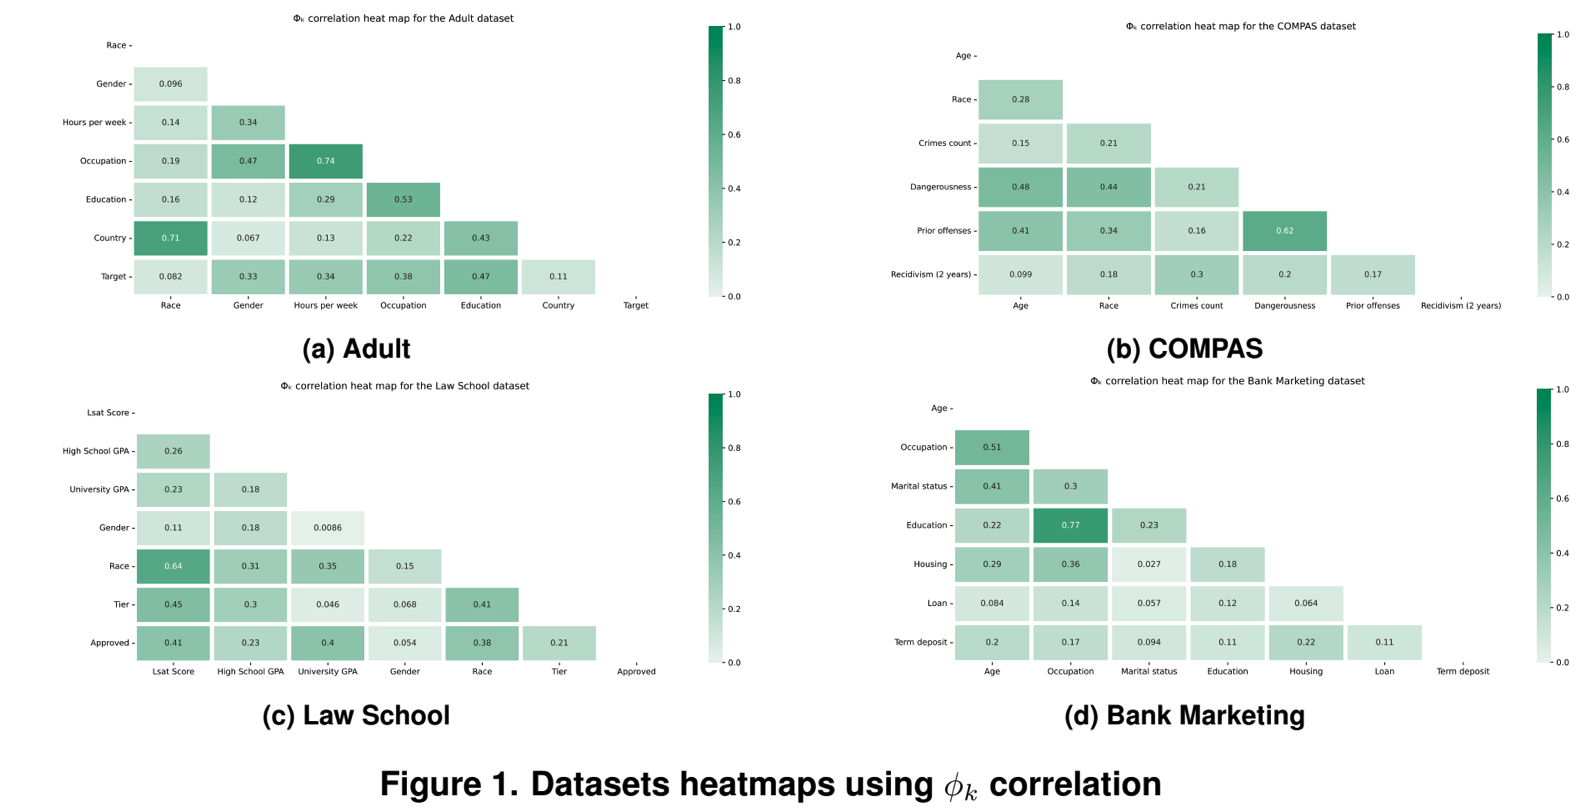 Φₖ correlation heat map for the Adult dataset
Race
Gender 0.096
Hours per week 0.14 0.34
Occupation 0.19 0.47 0.74
Education 0.16 0.12 0.29 0.53
Country 0.71 0.067 0.13 0.22 0.43
Target 0.082 0.33 0.34 0.38 0.47 0.11
Race Gender Hours per week Occupation Education Country Target
1.0
0.8
0.6
0.4
0.2
0.0
(a) Adult
Φₖ correlation heat map for the COMPAS dataset
Age
Race 0.28
Crimes count 0.15 0.21
Dangerousness 0.48 0.44 0.21
Prior offenses 0.41 0.34 0.16 0.62
Recidivism (2 years) 0.099 0.18 0.3 0.2 0.17
Age Race Crimes count Dangerousness Prior offenses Recidivism (2 years)
1.0
0.8
0.6
0.4
0.2
0.0
(b) COMPAS
Φₖ correlation heat map for the Law School dataset
Lsat Score
High School GPA 0.26
University GPA 0.23 0.18
Gender 0.11 0.18 0.0086
Race 0.64 0.31 0.35 0.15
Tier 0.45 0.3 0.046 0.068 0.41
Approved 0.41 0.23 0.4 0.054 0.38 0.21
Lsat Score High School GPA University GPA Gender Race Tier Approved
1.0
0.8
0.6
0.4
0.2
0.0
(c) Law School
Φₖ correlation heat map for the Bank Marketing dataset
Age
Occupation 0.51
Marital status 0.41 0.3
Education 0.22 0.77 0.23
Housing 0.29 0.36 0.027 0.18
Loan 0.084 0.14 0.057 0.12 0.064
Term deposit 0.2 0.17 0.094 0.11 0.22 0.11
Age Occupation Marital status Education Housing Loan Term deposit
1.0
0.8
0.6
0.4
0.2
0.0
(d) Bank Marketing
Figure 1. Datasets heatmaps using ϕₖ correlation